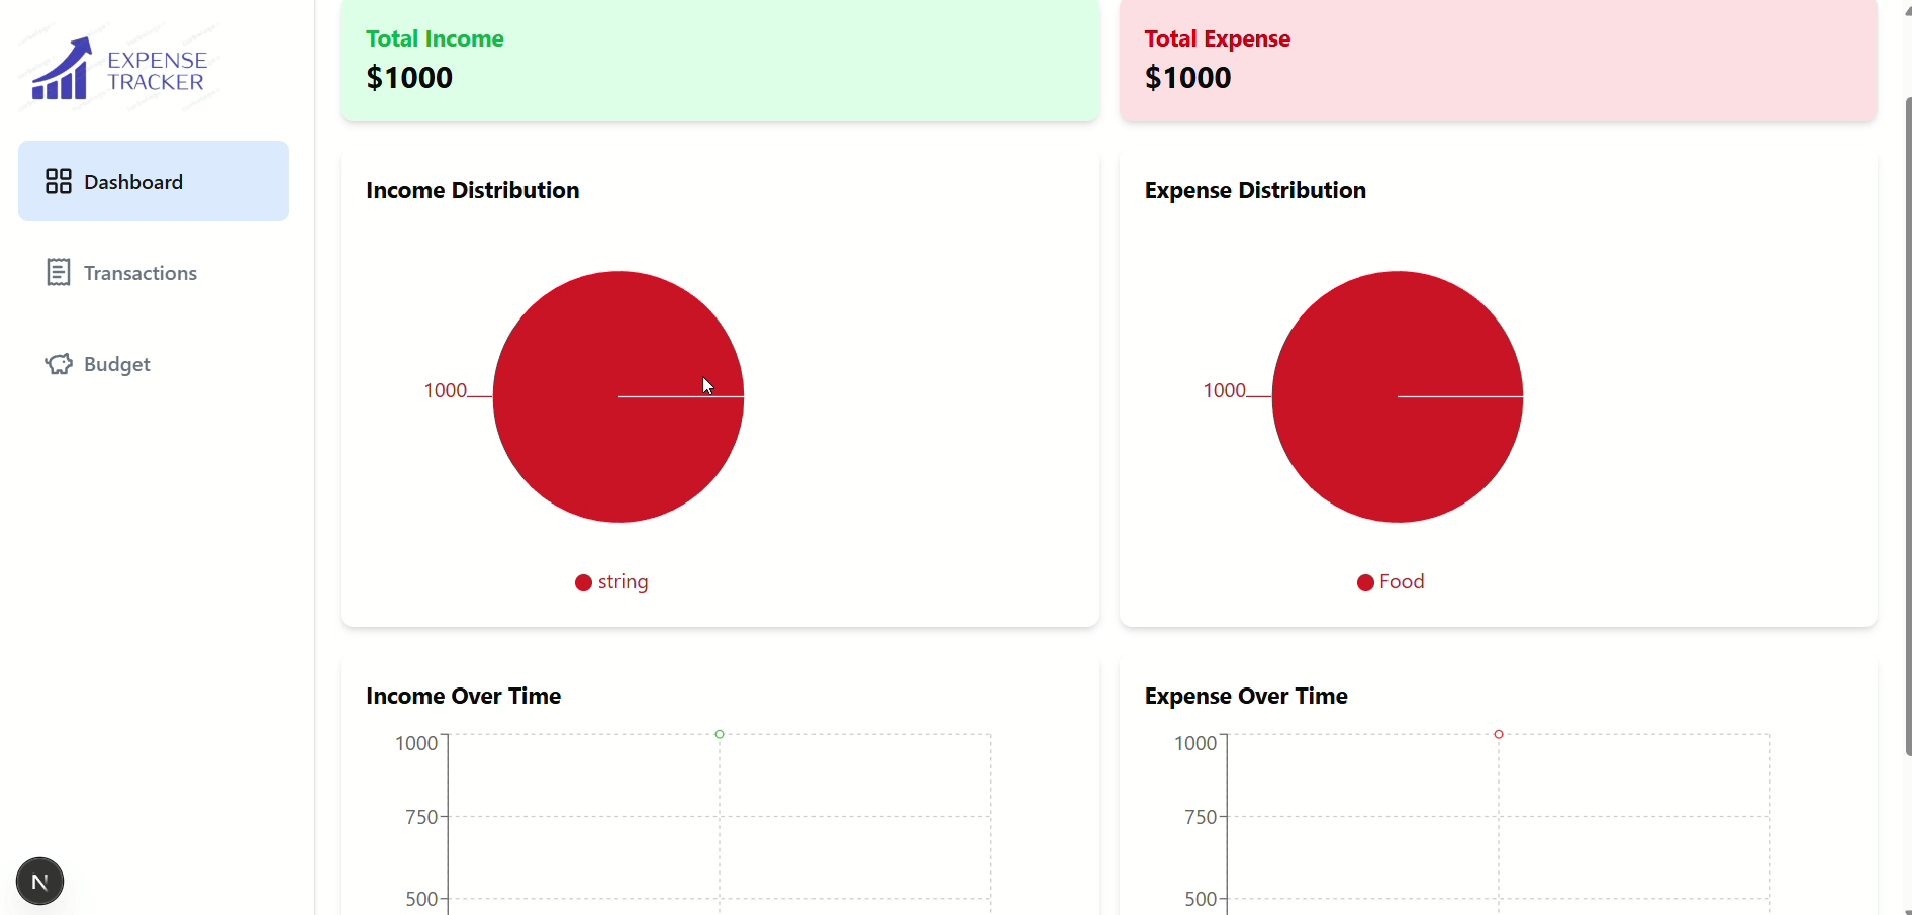 EXPENSE
TRACKER
Dashboard
Transactions
Budget
Total Income
$1000
Total Expense
$1000
Income Distribution
1000
string
Expense Distribution
1000
Food
Income Over Time
1000
750
500
Expense Over Time
1000
750
500
N